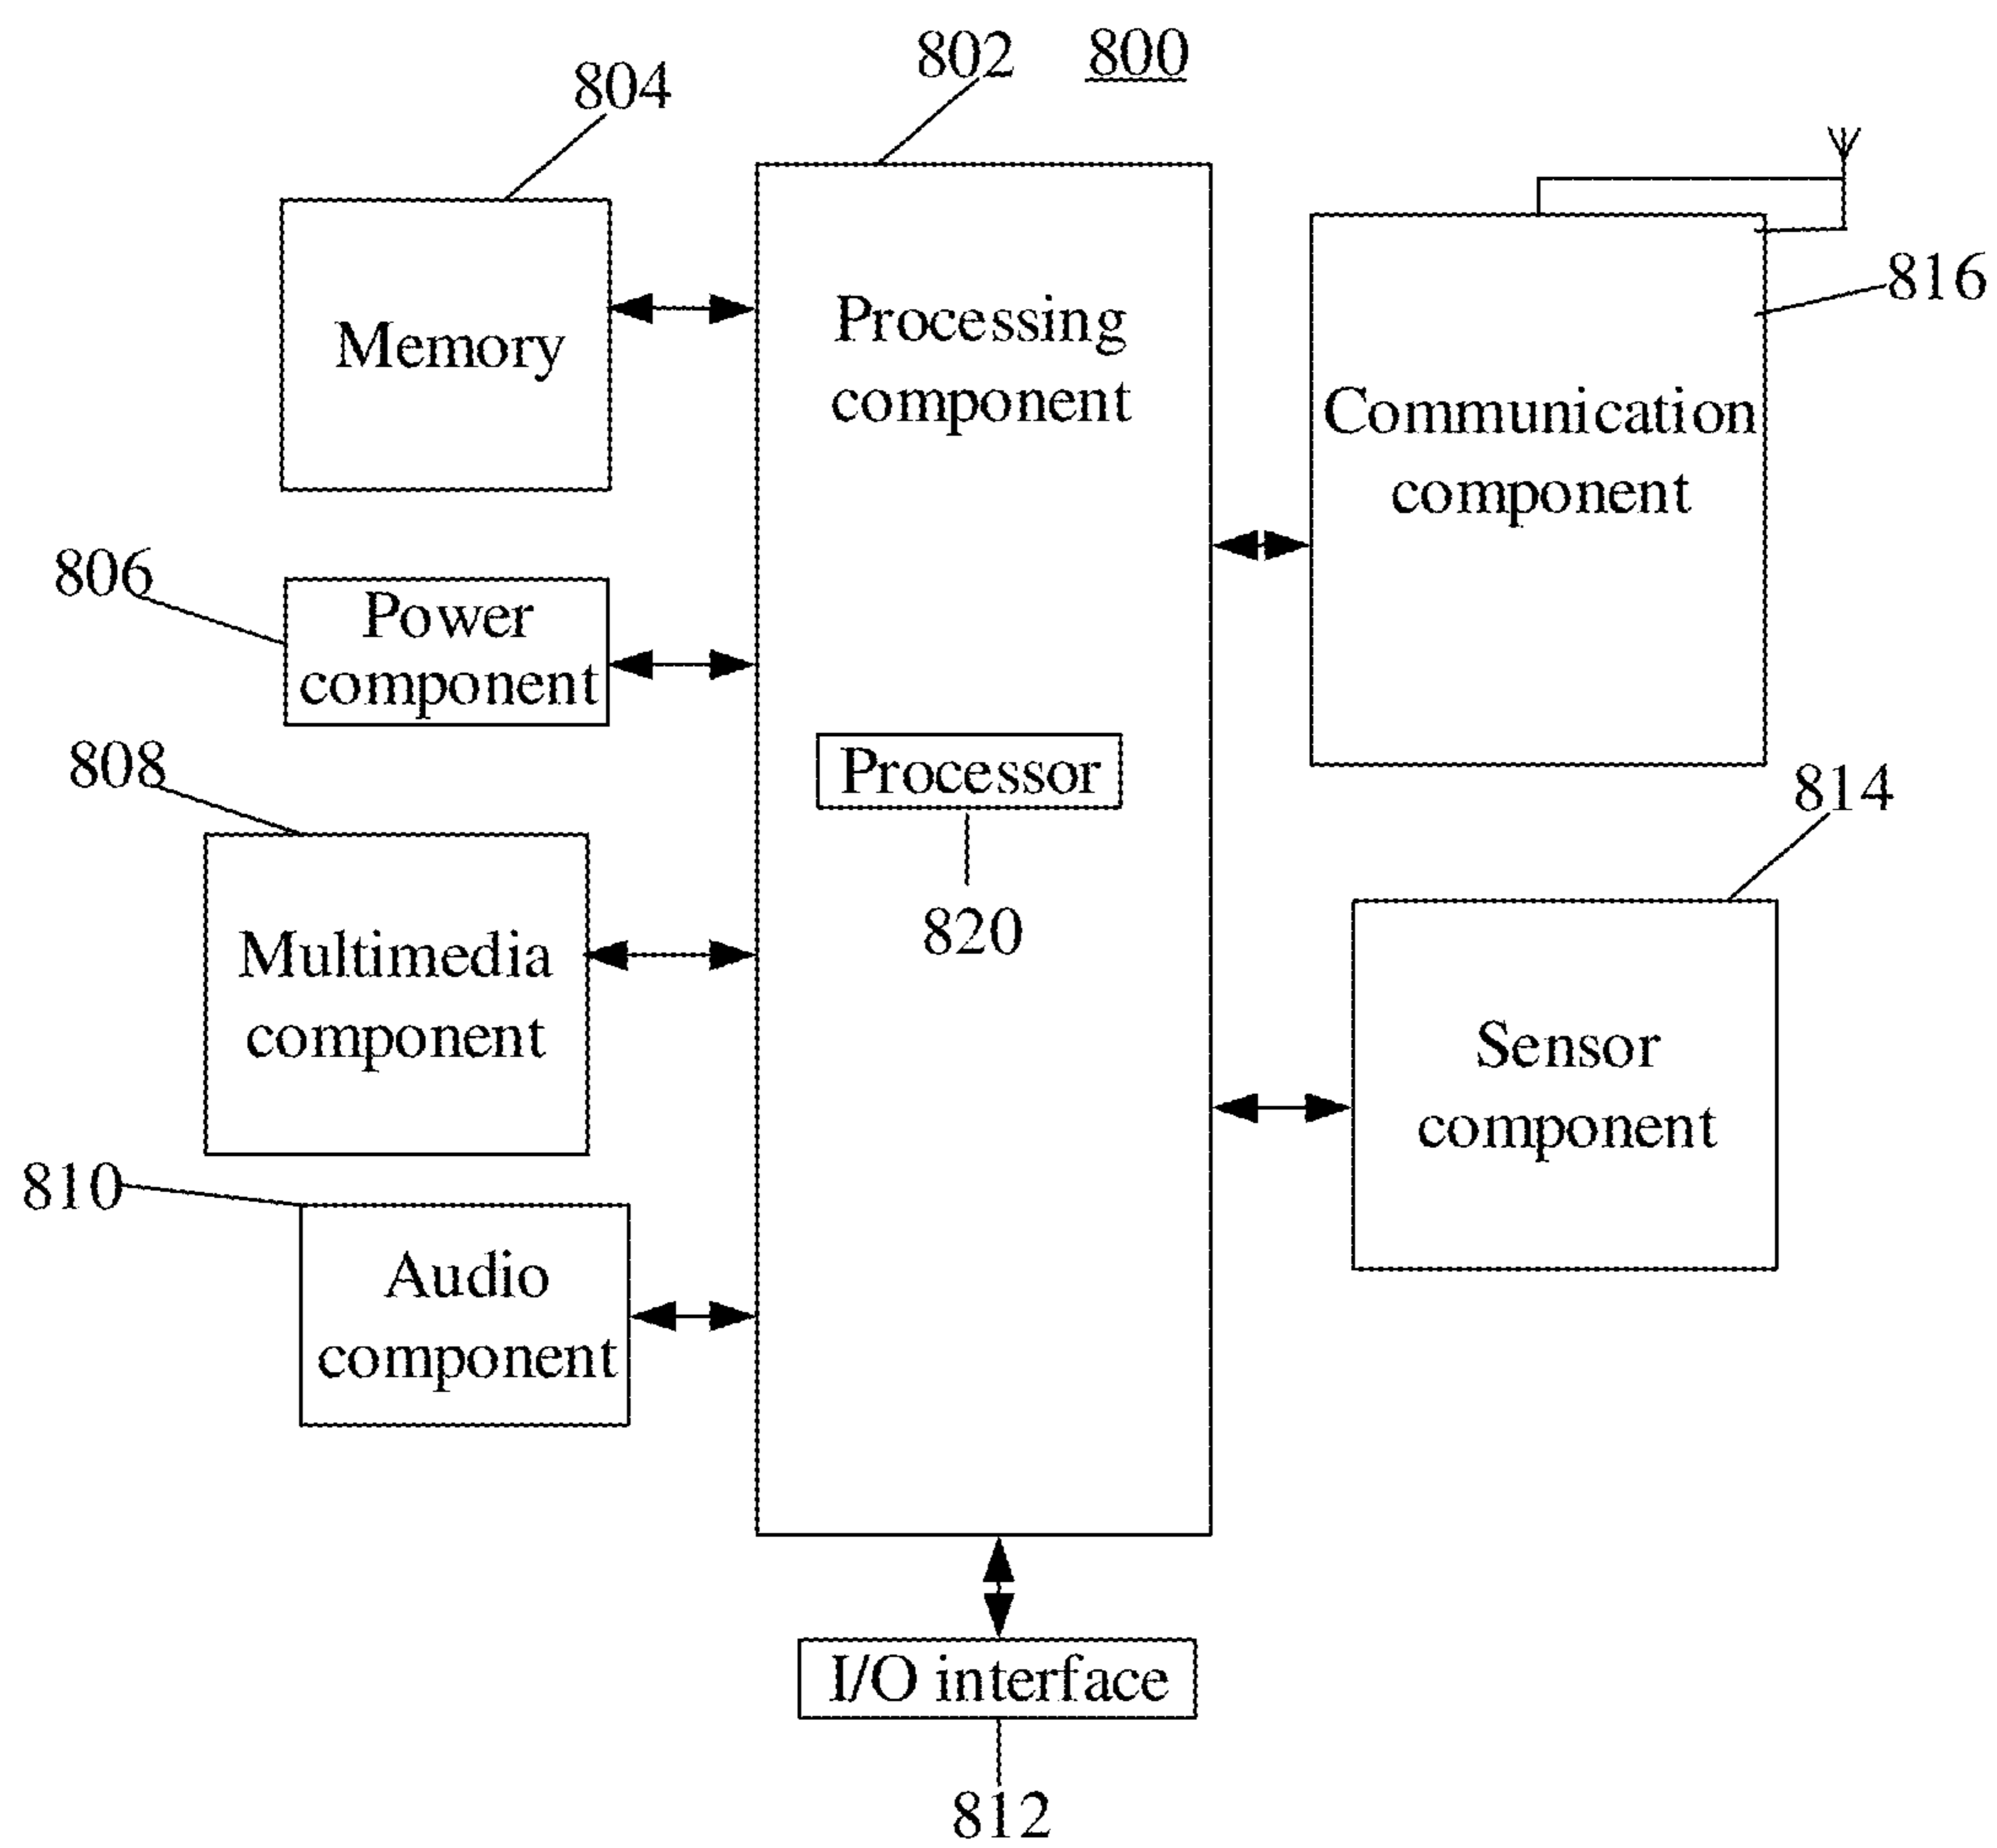 802
800
804
816
Memory
Processing
component
Communication
component
806
Power
component
808
Processor
820
814
Multimedia
component
Sensor
component
810
Audio
component
I/O interface
812